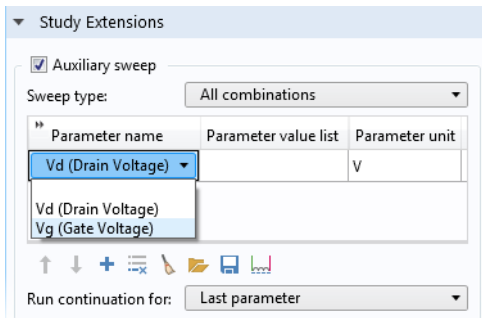 Study Extensions
Auxiliary sweep
Sweep type: All combinations
Parameter name Parameter value list Parameter unit
Vd (Drain Voltage) V
Vd (Drain Voltage)
Vg (Gate Voltage)
Run continuation for: Last parameter